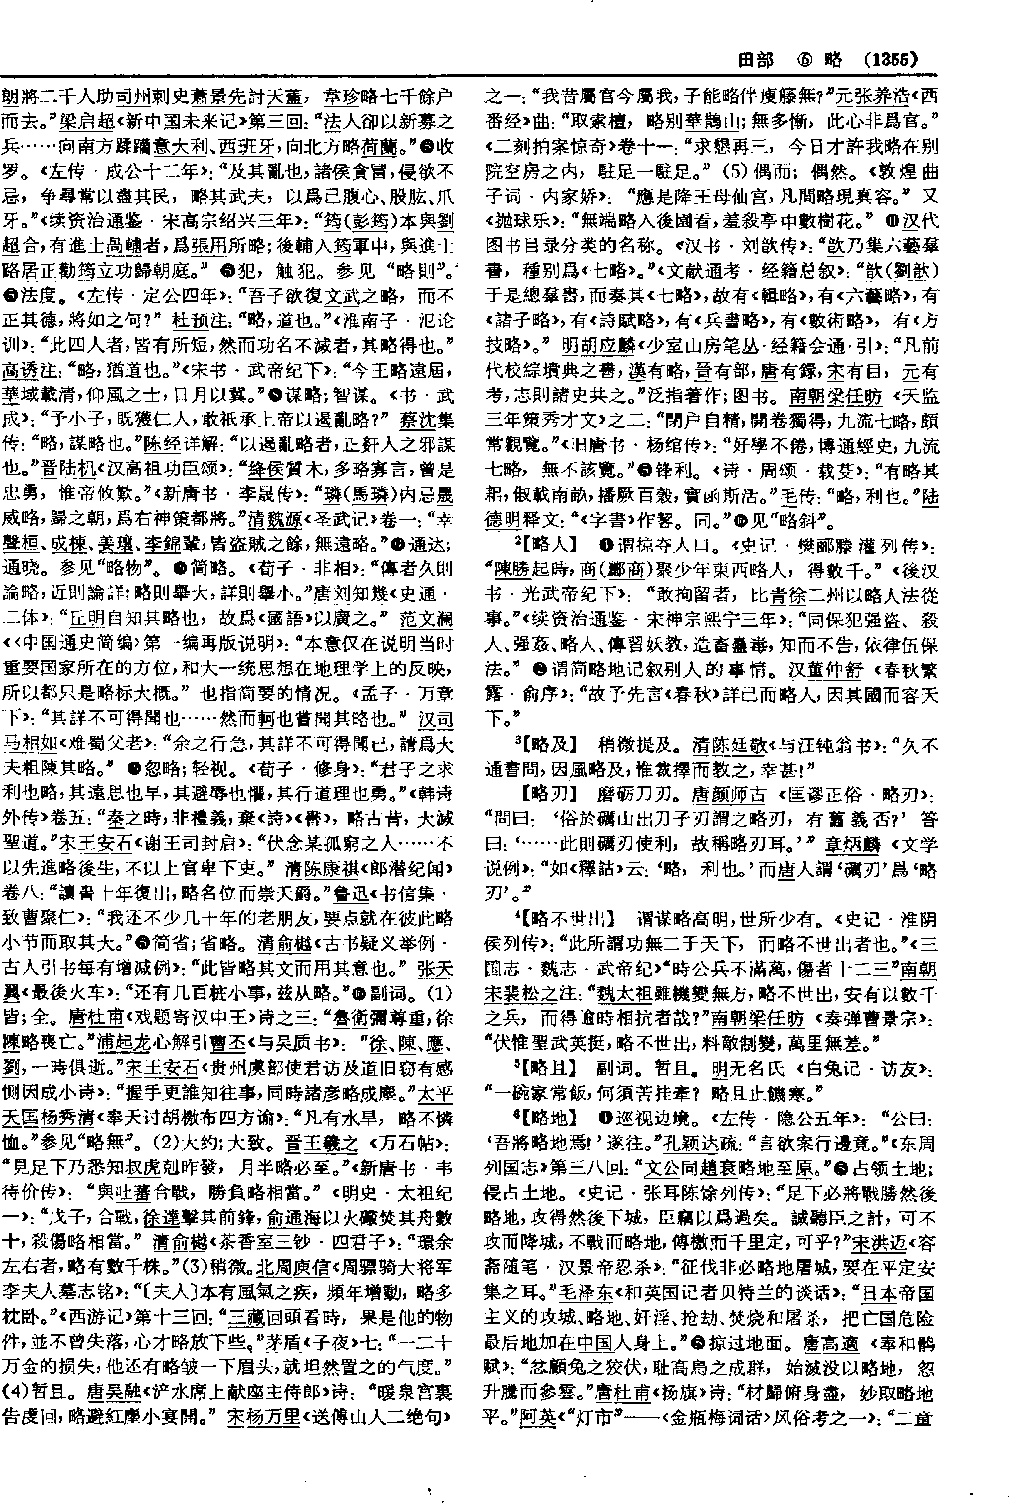 田部 ⑤ 略 (1355)
朗將二千人助司州刺史蕭景先討天蓋，韋珍略七千餘户
而去。”梁启超《新中国未来记》第三回：“法人卻以新募之
兵……向南方蹂躪意大利、西班牙，向北方略荷蘭。”❸收
罗。《左传·成公十二年》：“及其亂也，諸侯貪冒，侵欲不
忌，争尋常以盡其民，略其武夫，以爲己腹心、股肱、爪
牙。”《续资治通鉴·宋高宗绍兴三年》：“筠(彭筠)本與劉
超合，有進士高嶹者，爲張用所略；後輔入筠軍中，與進士
路居正勸筠立功歸朝庭。”❹犯，触犯。参见“略則”。
❺法度。《左传·定公四年》：“吾子欲復文武之略，而不
正其德，將如之何？”杜预注：“略，道也。”《淮南子·氾论
训》：“此四人者，皆有所短，然而功名不滅者，其略得也。”
高诱注：“略，猶道也。”《宋书·武帝纪下》：“今王略遠屆，
華域載清，仰風之士，日月以冀。”❻谋略；智谋。《书·武
成》：“予小子，既獲仁人，敢祗承上帝以遏亂略？”蔡沈集
传：“略，謀略也。”陈经详解：“以遏亂略者，正奸人之邪謀
也。”晋陆机《汉高祖功臣颂》：“絳侯質木，多略寡言，曾是
忠勇，惟帝攸歎。”《新唐书·李晟传》：“璘(馬璘)内忌晟
威略，歸之朝，爲右神策都將。”清魏源《圣武记》卷一：“幸
聲桓、成棟、姜瓖、李錦輩，皆盗賊之餘，無遠略。”❼通达；
通晓。参见“略物”。❽简略。《荀子·非相》：“傳者久則
論略，近則論詳；略則舉大，詳則舉小。”唐刘知幾《史通·
二体》：“丘明自知其略也，故爲《國語》以廣之。”范文澜
《〈中国通史简编〉第一编再版说明》：“本意仅在说明当时
重要国家所在的方位，和大一统思想在地理学上的反映，
所以都只是略标大概。”也指简要的情况。《孟子·万章
下》：“其詳不可得聞也……然而軻也嘗聞其略也。”汉司
马相如《难蜀父老》：“余之行急，其詳不可得聞已，請爲大
夫粗陳其略。”❾忽略；轻视。《荀子·修身》：“君子之求
利也略，其遠思也早，其避辱也懼，其行道理也勇。”《韩诗
外传》卷五：“秦之時，非禮義，棄《詩》《書》，略古昔，大滅
聖道。”宋王安石《谢王司封启》：“伏念某孤窮之人……不
以先進略後生，不以上官卑下吏。”清陈康祺《郎潜纪闻》
卷八：“讀書十年復出，略名位而崇天爵。”鲁迅《书信集·
致曹聚仁》：“我还不少几十年的老朋友，要点就在彼此略
小节而取其大。”❿简省；省略。清俞樾《古书疑义举例·
古人引书每有增减例》：“此皆略其文而用其意也。”张天
翼《最後火车》：“还有几百桩小事，兹从略。”⓫副词。(1)
皆；全。唐杜甫《戏题寄汉中王》诗之三：“魯衛彌尊重，徐
陳略喪亡。”浦起龙心解引曹丕《与吴质书》：“徐、陳、應、
劉，一時俱逝。”宋王安石《贵州虞部使君访及道旧窃有感
恻因成小诗》：“握手更誰知往事，同時諸彦略成塵。”太平
天国杨秀清《奉天讨胡檄布四方谕》：“凡有水旱，略不憐
恤。”参见“略無”。(2)大约；大致。晋王羲之《万石帖》：
“見足下乃悉知叔虎剋昨發，月半略必至。”《新唐书·韦
待价传》：“與吐蕃合戰，勝負略相當。”《明史·太祖纪
一》：“戊子，合戰，徐達擊其前鋒，俞通海以火礮焚其舟數
十，殺傷略相當。”清俞樾《茶香室三钞·四君子》：“環余
左右者，略有數千株。”(3)稍微。北周庾信《周骠骑大将军
李夫人墓志铭》：“〔夫人〕本有風氣之疾，頻年增動，略多
枕卧。”《西游记》第十三回：“三藏回頭看時，果是他的物
件，並不曾失落，心才略放下些。”茅盾《子夜》七：“一二十
万金的损失，他还有略皱一下眉头，就坦然置之的气度。”
(4)暂且。唐吴融《浐水席上献座主侍郎》诗：“暖泉宫裏
告虔回，略避紅塵小宴開。”宋杨万里《送傅山人二绝句》
之一：“我昔屬官今屬我，子能略伴庾藤無？”元张养浩《西
番经》曲：“取索檀，略别華鵲山；無多慚，此心非爲官。”
《二刻拍案惊奇》卷十一：“求懇再三，今日才許我略在别
院空房之内，駐足一駐足。”(5)偶而；偶然。《敦煌曲
子词·内家娇》：“應是降王母仙宫，凡間略現真容。”又
《抛球乐》：“無端略入後園看，羞殺亭中數樹花。”⓬汉代
图书目录分类的名称。《汉书·刘歆传》：“歆乃集六藝羣
書，種别爲《七略》。”《文献通考·经籍总叙》：“歆(劉歆)
于是總羣書，而奏其《七略》，故有《輯略》，有《六藝略》，有
《諸子略》，有《詩賦略》，有《兵書略》，有《數術略》，有《方
技略》。”明胡应麟《少室山房笔丛·经籍会通·引》：“凡前
代校綜墳典之書，漢有略，晉有部，唐有錄，宋有目，元有
考，志則諸史共之。”泛指著作；图书。南朝梁任昉《天监
三年策秀才文》之二：“閉户自精，開卷獨得，九流七略，頗
常觀覽。”《旧唐书·杨绾传》：“好學不倦，博通經史，九流
七略，無不該覽。”⓭锋利。《诗·周颂·载芟》：“有略其
耜，俶載南畝，播厥百穀，實函斯活。”毛传：“略，利也。”陆
德明释文：“《字書》作䂮。同。”⓮见“略斜”。
²【略人】 ❶谓掠夺人口。《史记·樊郦滕灌列传》：
“陳勝起時，商(酈商)聚少年東西略人，得數千。”《後汉
书·光武帝纪下》：“敢拘留者，比青徐二州以略人法從
事。”《续资治通鉴·宋神宗熙宁三年》：“同保犯强盗、殺
人、强姦、略人、傳習妖教，造畜蠱毒，知而不告，依律伍保
法。”❷谓简略地记叙别人的事情。汉董仲舒《春秋繁
露·俞序》：“故予先言《春秋》詳己而略人，因其國而容天
下。”
³【略及】 稍微提及。清陈廷敬《与汪钝翁书》：“久不
通書問，因風略及，惟裁擇而教之，幸甚！”
【略刃】 磨砺刀刃。唐颜师古《匡谬正俗·略刃》：
“問曰：‘俗於礪山出刀子刃謂之略刃，有舊義否？’答
曰：‘……此則礪刃使利，故稱略刃耳。’”章炳麟《文学
说例》：“如《釋詁》云：‘略，利也。’而唐人謂‘礪刃’爲‘略
刃’。”
⁴【略不世出】 谓谋略高明，世所少有。《史记·淮阴
侯列传》：“此所謂功無二于天下，而略不世出者也。”《三
国志·魏志·武帝纪》“時公兵不滿萬，傷者十二三”南朝
宋裴松之注：“魏太祖雖機變無方，略不世出，安有以數千
之兵，而得逾時相抗者哉？”南朝梁任昉《奏弹曹景宗》：
“伏惟聖武英挺，略不世出，料敵制變，萬里無差。”
⁵【略且】 副词。暂且。明无名氏《白兔记·访友》：
“一碗家常飯，何須苦挂牽？略且止饑寒。”
⁶【略地】 ❶巡视边境。《左传·隐公五年》：“公曰：
‘吾將略地焉！’遂往。”孔颖达疏：“言欲案行邊竟。”《东周
列国志》第三八回：“文公同趙衰略地至原。”❷占领土地；
侵占土地。《史记·张耳陈馀列传》：“足下必將戰勝然後
略地，攻得然後下城，臣竊以爲過矣。誠聽臣之計，可不
攻而降城，不戰而略地，傳檄而千里定，可乎？”宋洪迈《容
斋随笔·汉景帝忍杀》：“征伐非必略地屠城，要在平定安
集之耳。”毛泽东《和英国记者贝特兰的谈话》：“日本帝国
主义的攻城、略地、奸淫、抢劫、焚烧和屠杀，把亡国危险
最后地加在中国人身上。”❸掠过地面。唐高適《奉和鹘
赋》：“忿顧兔之狡伏，耻高鳥之成群，始滅没以略地，忽
升騰而參雲。”唐杜甫《扬旗》诗：“材歸俯身盡，妙取略地
平。”阿英《“灯市”——〈金瓶梅词话〉风俗考之一》：“二童